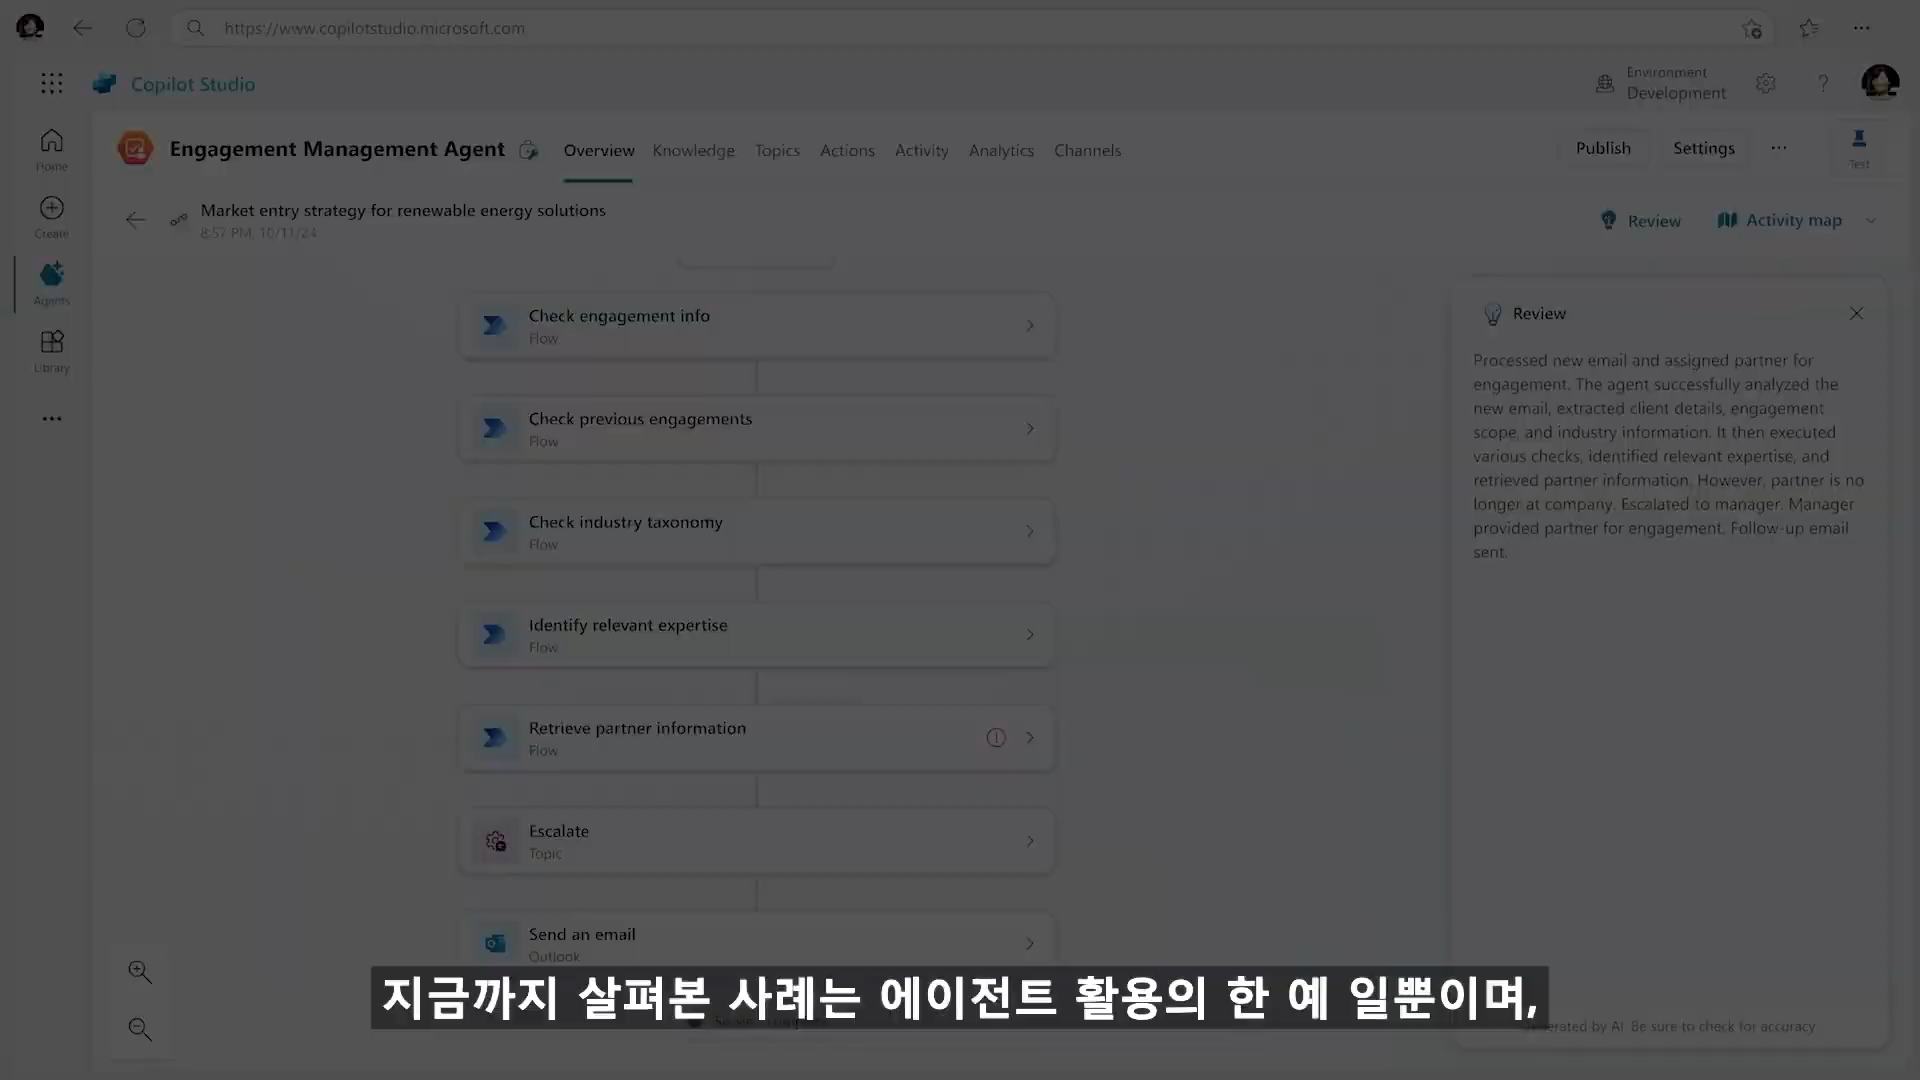 https://www.copilotstudio.microsoft.com
Copilot Studio
Environment
Development
Home
Create
Agents
Library
Engagement Management Agent
Overview
Knowledge
Topics
Actions
Activity
Analytics
Channels
Publish
Settings
Test
Market entry strategy for renewable energy solutions
8:57 PM, 10/11/24
Review
Activity map
Check engagement info
Flow
Check previous engagements
Flow
Check industry taxonomy
Flow
Identify relevant expertise
Flow
Retrieve partner information
Flow
Escalate
Topic
Send an email
Outlook
Review
Processed new email and assigned partner for
engagement. The agent successfully analyzed the
new email, extracted client details, engagement
scope, and industry information. It then executed
various checks, identified relevant expertise, and
retrieved partner information. However, partner is no
longer at company. Escalated to manager. Manager
provided partner for engagement. Follow-up email
sent.
by AI. Be sure to check for accuracy
지금까지 살펴본 사례는 에이전트 활용의 한 예 일뿐이며,